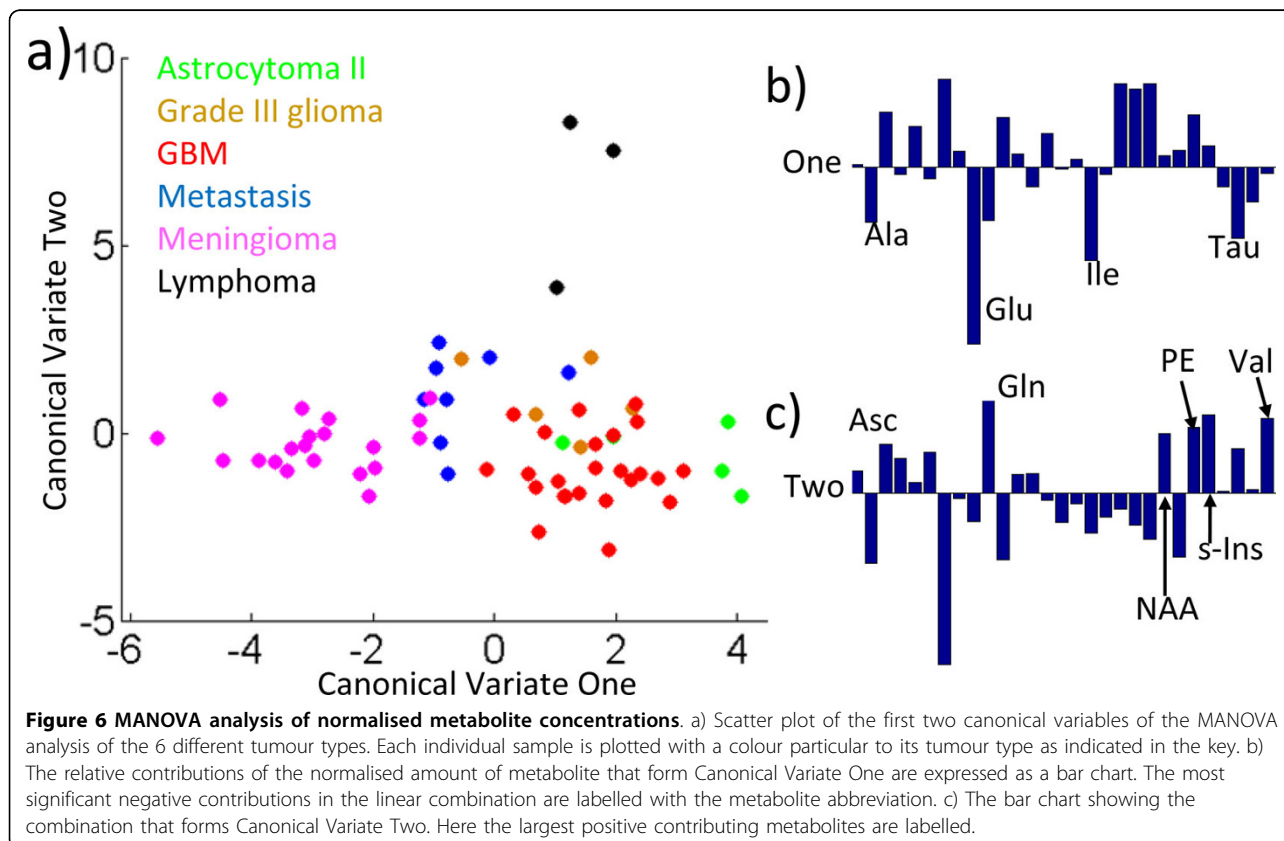 a)
10
5
0
-5
Canonical Variate Two
Astrocytoma II
Grade III glioma
GBM
Metastasis
Meningioma
Lymphoma
-6 -4 -2 0 2 4
Canonical Variate One
b)
One
Ala
Glu
Ile
Tau
c)
Two
Asc
Gln
PE
Val
s-Ins
NAA
Figure 6 MANOVA analysis of normalised metabolite concentrations. a) Scatter plot of the first two canonical variables of the MANOVA
analysis of the 6 different tumour types. Each individual sample is plotted with a colour particular to its tumour type as indicated in the key. b)
The relative contributions of the normalised amount of metabolite that form Canonical Variate One are expressed as a bar chart. The most
significant negative contributions in the linear combination are labelled with the metabolite abbreviation. c) The bar chart showing the
combination that forms Canonical Variate Two. Here the largest positive contributing metabolites are labelled.